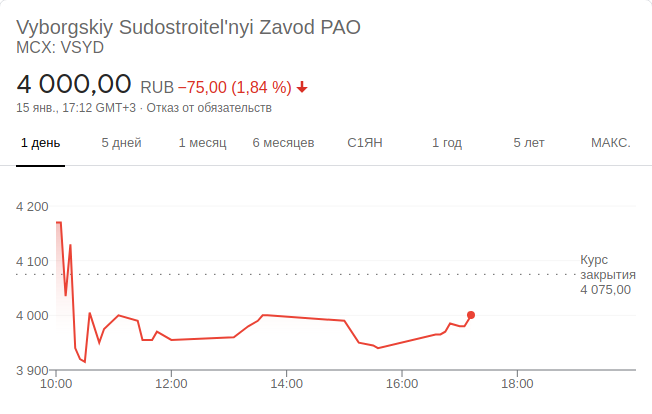 Vyborgskiy Sudostroitel'nyi Zavod PAO
MCX: VSYD
4 000,00 RUB −75,00 (1,84 %)
15 янв., 17:12 GMT+3 · Отказ от обязательств
1 день 5 дней 1 месяц 6 месяцев С1ЯН 1 год 5 лет МАКС.
4 200
4 100
Курс
закрытия
4 075,00
4 000
3 900
10:00 12:00 14:00 16:00 18:00